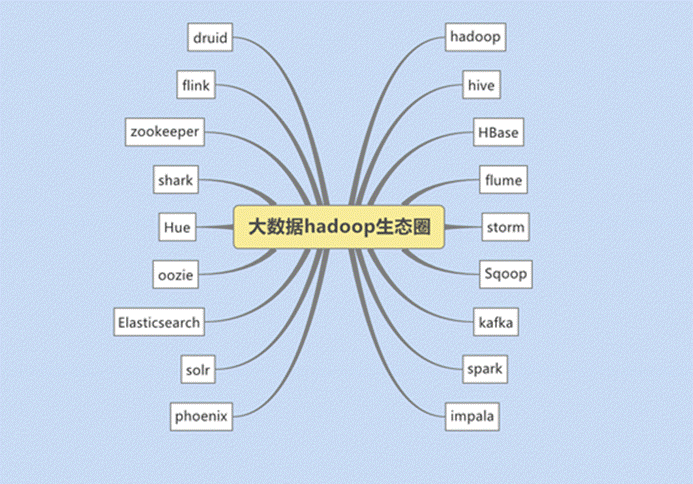 druid
flink
zookeeper
shark
Hue
oozie
Elasticsearch
solr
phoenix
大数据hadoop生态圈
hadoop
hive
HBase
flume
storm
Sqoop
kafka
spark
impala